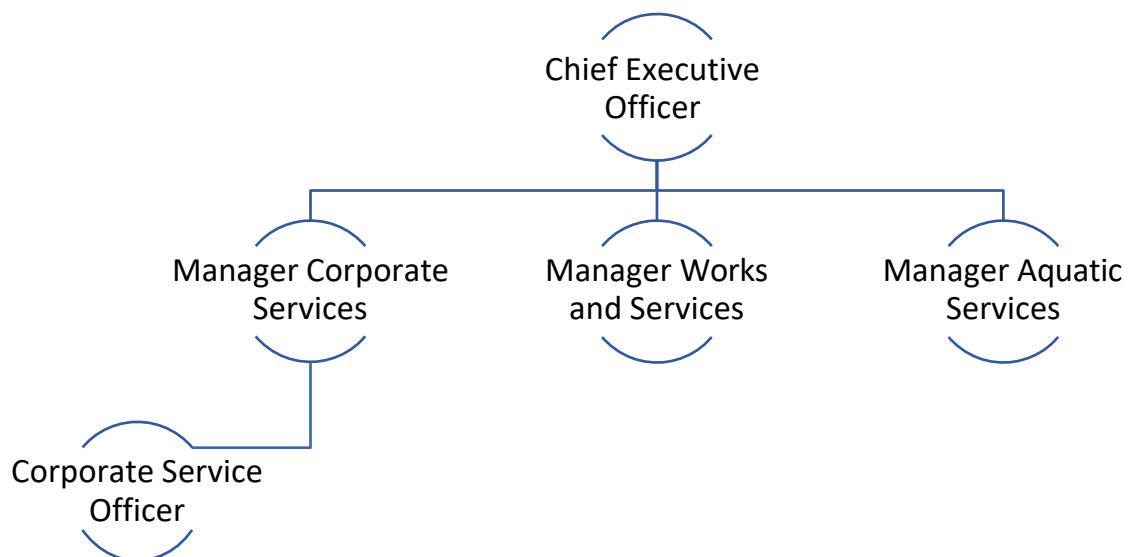 Chief Executive
Officer
Manager Corporate
Services
Manager Works
and Services
Manager Aquatic
Services
Corporate Service
Officer